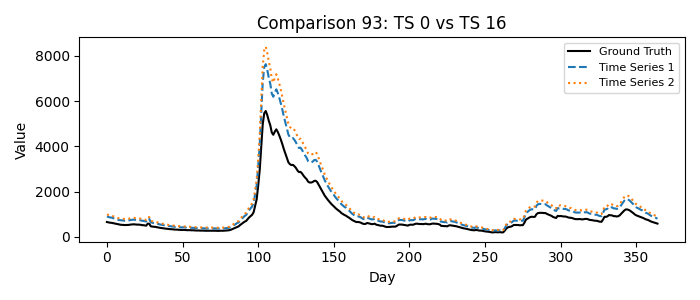 Comparison 93: TS 0 vs TS 16
Value
8000
6000
4000
2000
0
Ground Truth
Time Series 1
Time Series 2
0 50 100 150 200 250 300 350
Day